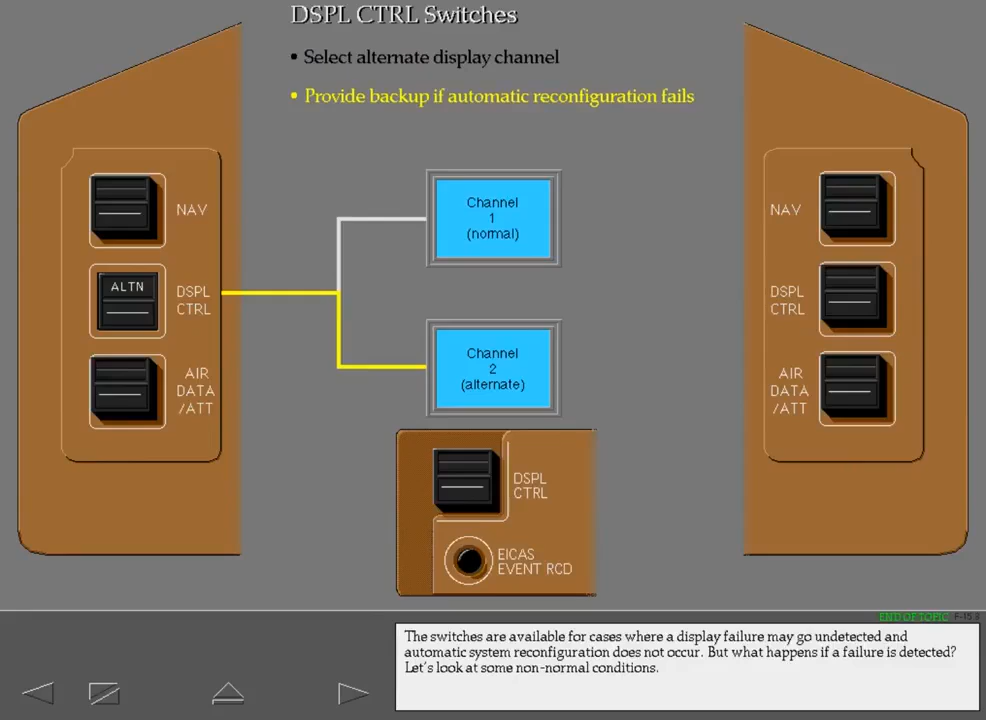 DSPL CTRL Switches
• Select alternate display channel
• Provide backup if automatic reconfiguration fails
NAV
ALTN
DSPL
CTRL
AIR
DATA
/ATT
Channel
1
(normal)
Channel
2
(alternate)
NAV
DSPL
CTRL
AIR
DATA
/ATT
DSPL
CTRL
EICAS
EVENT RCD
END OF TOPIC
The switches are available for cases where a display failure may go undetected and
automatic system reconfiguration does not occur. But what happens if a failure is detected?
Let's look at some non-normal conditions.